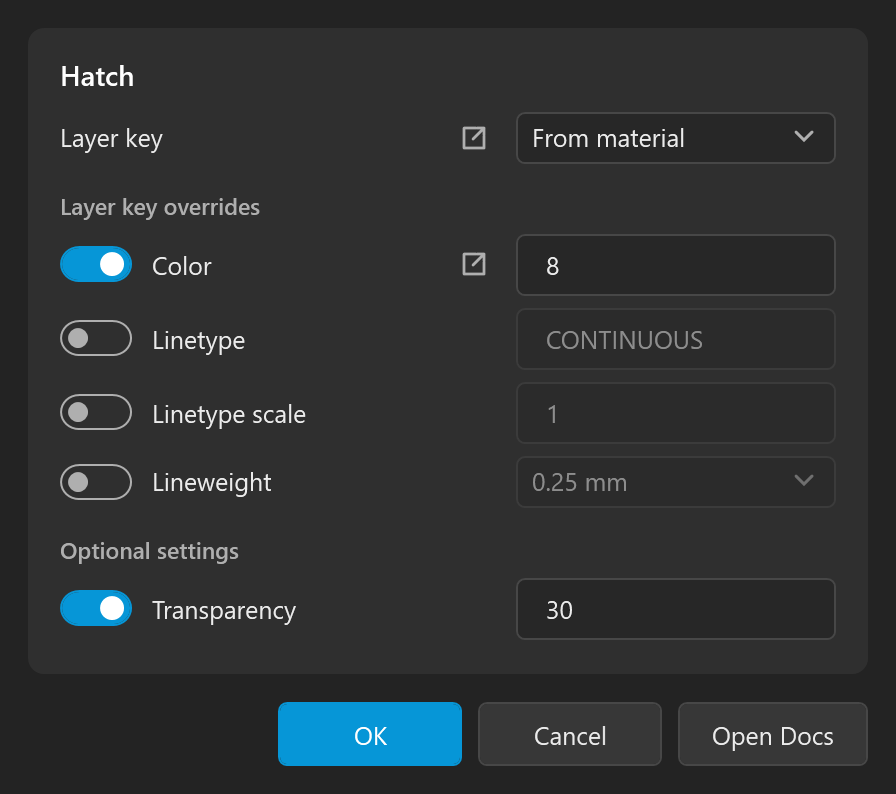 Hatch
Layer key From material
Layer key overrides
Color 8
Linetype CONTINUOUS
Linetype scale 1
Lineweight 0.25 mm
Optional settings
Transparency 30
OK Cancel Open Docs